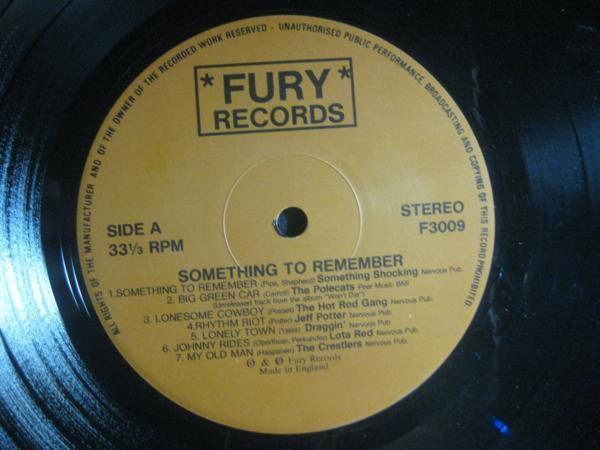 ALL RIGHTS OF THE MANUFACTURER AND OF THE OWNER OF THE RECORDED WORK RESERVED - UNAUTHORISED PUBLIC PERFORMANCE, BROADCASTING AND COPYING OF THIS RECORD PROHIBITED
* FURY *
RECORDS
SIDE A
33⅓ RPM
STEREO
F3009
SOMETHING TO REMEMBER
1.SOMETHING TO REMEMBER (Pipe, Shepherd) Something Shocking Nervous Pub.
2. BIG GREEN CAR (Carroll) The Polecats Peer Music BMI
(Unreleased track from the album "Won't Die")
3. LONESOME COWBOY (Posset) The Hot Rod Gang Nervous Pub.
4.RHYTHM RIOT (Potter) Jeff Potter Nervous Pub.
5. LONELY TOWN (Yates) Draggin' Nervous Pub.
6. JOHNNY RIDES (Oberthuer, Perkunder) Lota Red Nervous Pub.
7. MY OLD MAN (Haapanen) The Crestlers Nervous Pub.
& Fury Records
Made in England